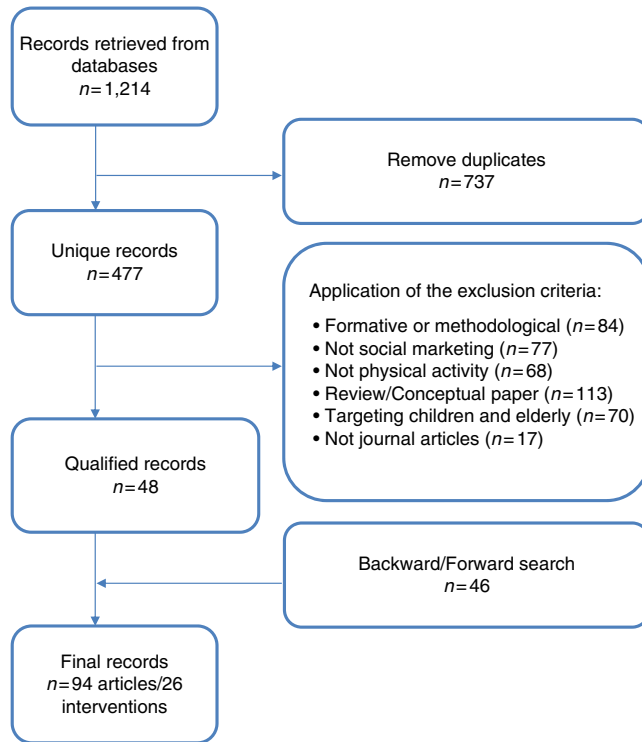 Records retrieved from
databases
n=1,214
Remove duplicates
n=737
Unique records
n=477
Application of the exclusion criteria:
• Formative or methodological (n=84)
• Not social marketing (n=77)
• Not physical activity (n=68)
• Review/Conceptual paper (n=113)
• Targeting children and elderly (n=70)
• Not journal articles (n=17)
Qualified records
n=48
Backward/Forward search
n=46
Final records
n=94 articles/26
interventions